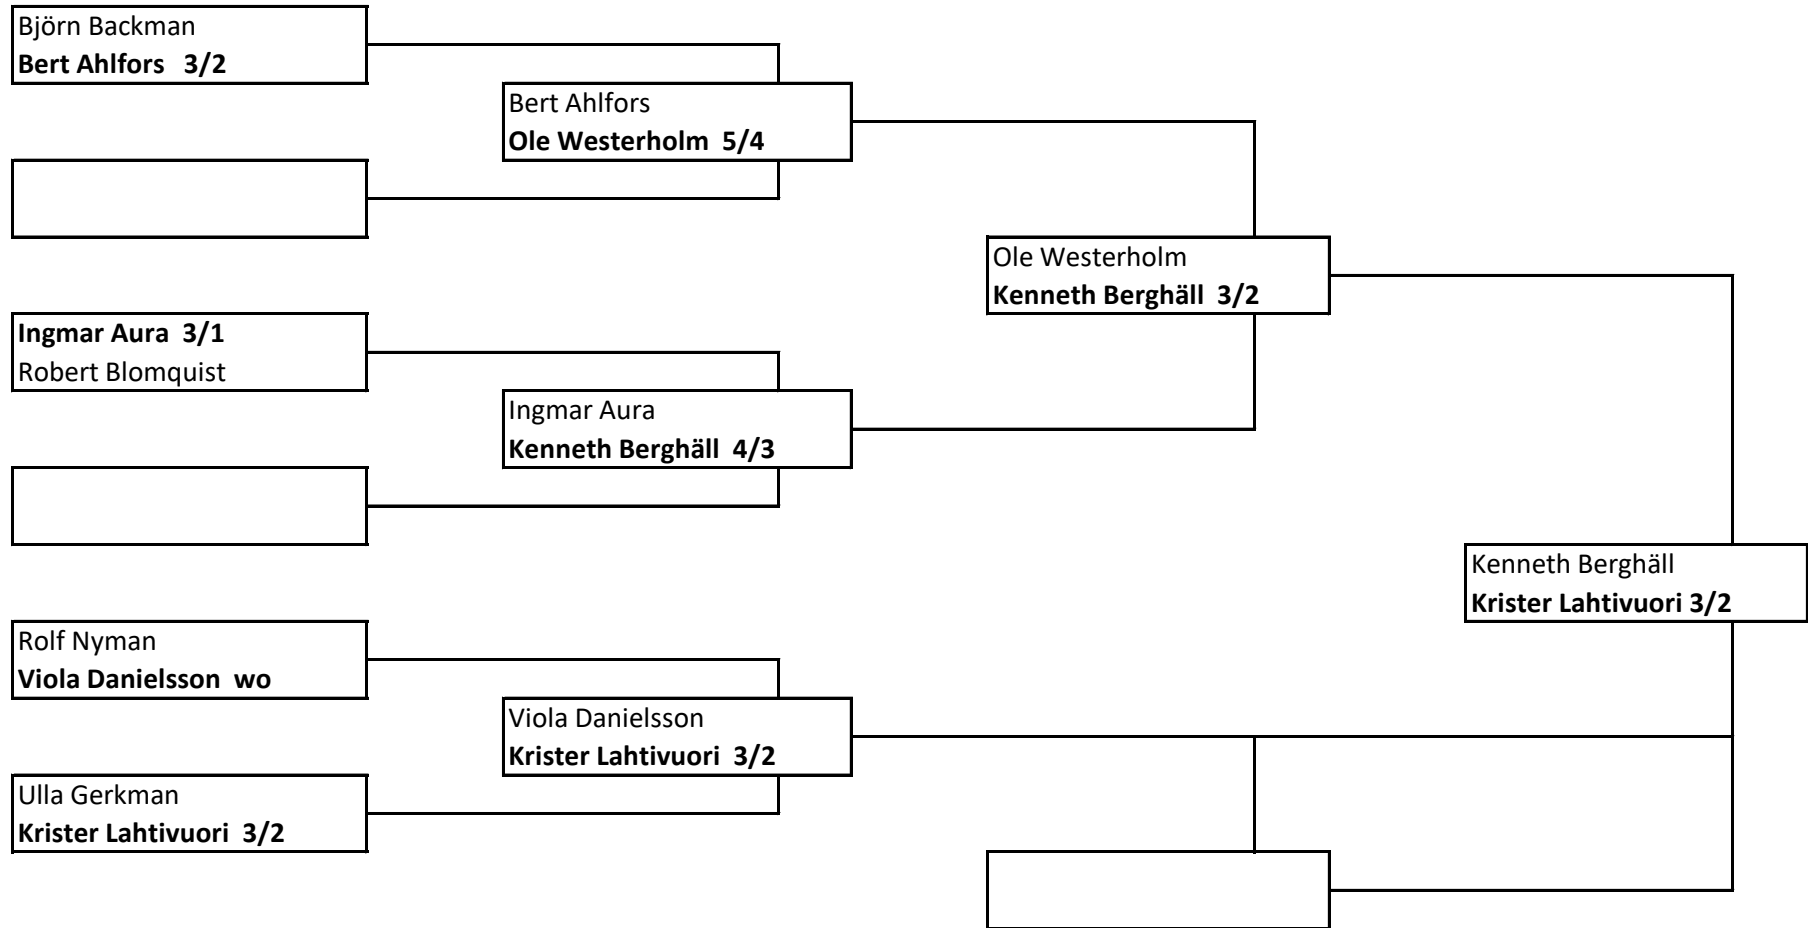 Björn Backman
Bert Ahlfors 3/2
Bert Ahlfors
Ole Westerholm 5/4
Ole Westerholm
Kenneth Berghäll 3/2
Ingmar Aura 3/1
Robert Blomquist
Ingmar Aura
Kenneth Berghäll 4/3
Kenneth Berghäll
Krister Lahtivuori 3/2
Rolf Nyman
Viola Danielsson wo
Viola Danielsson
Krister Lahtivuori 3/2
Ulla Gerkman
Krister Lahtivuori 3/2